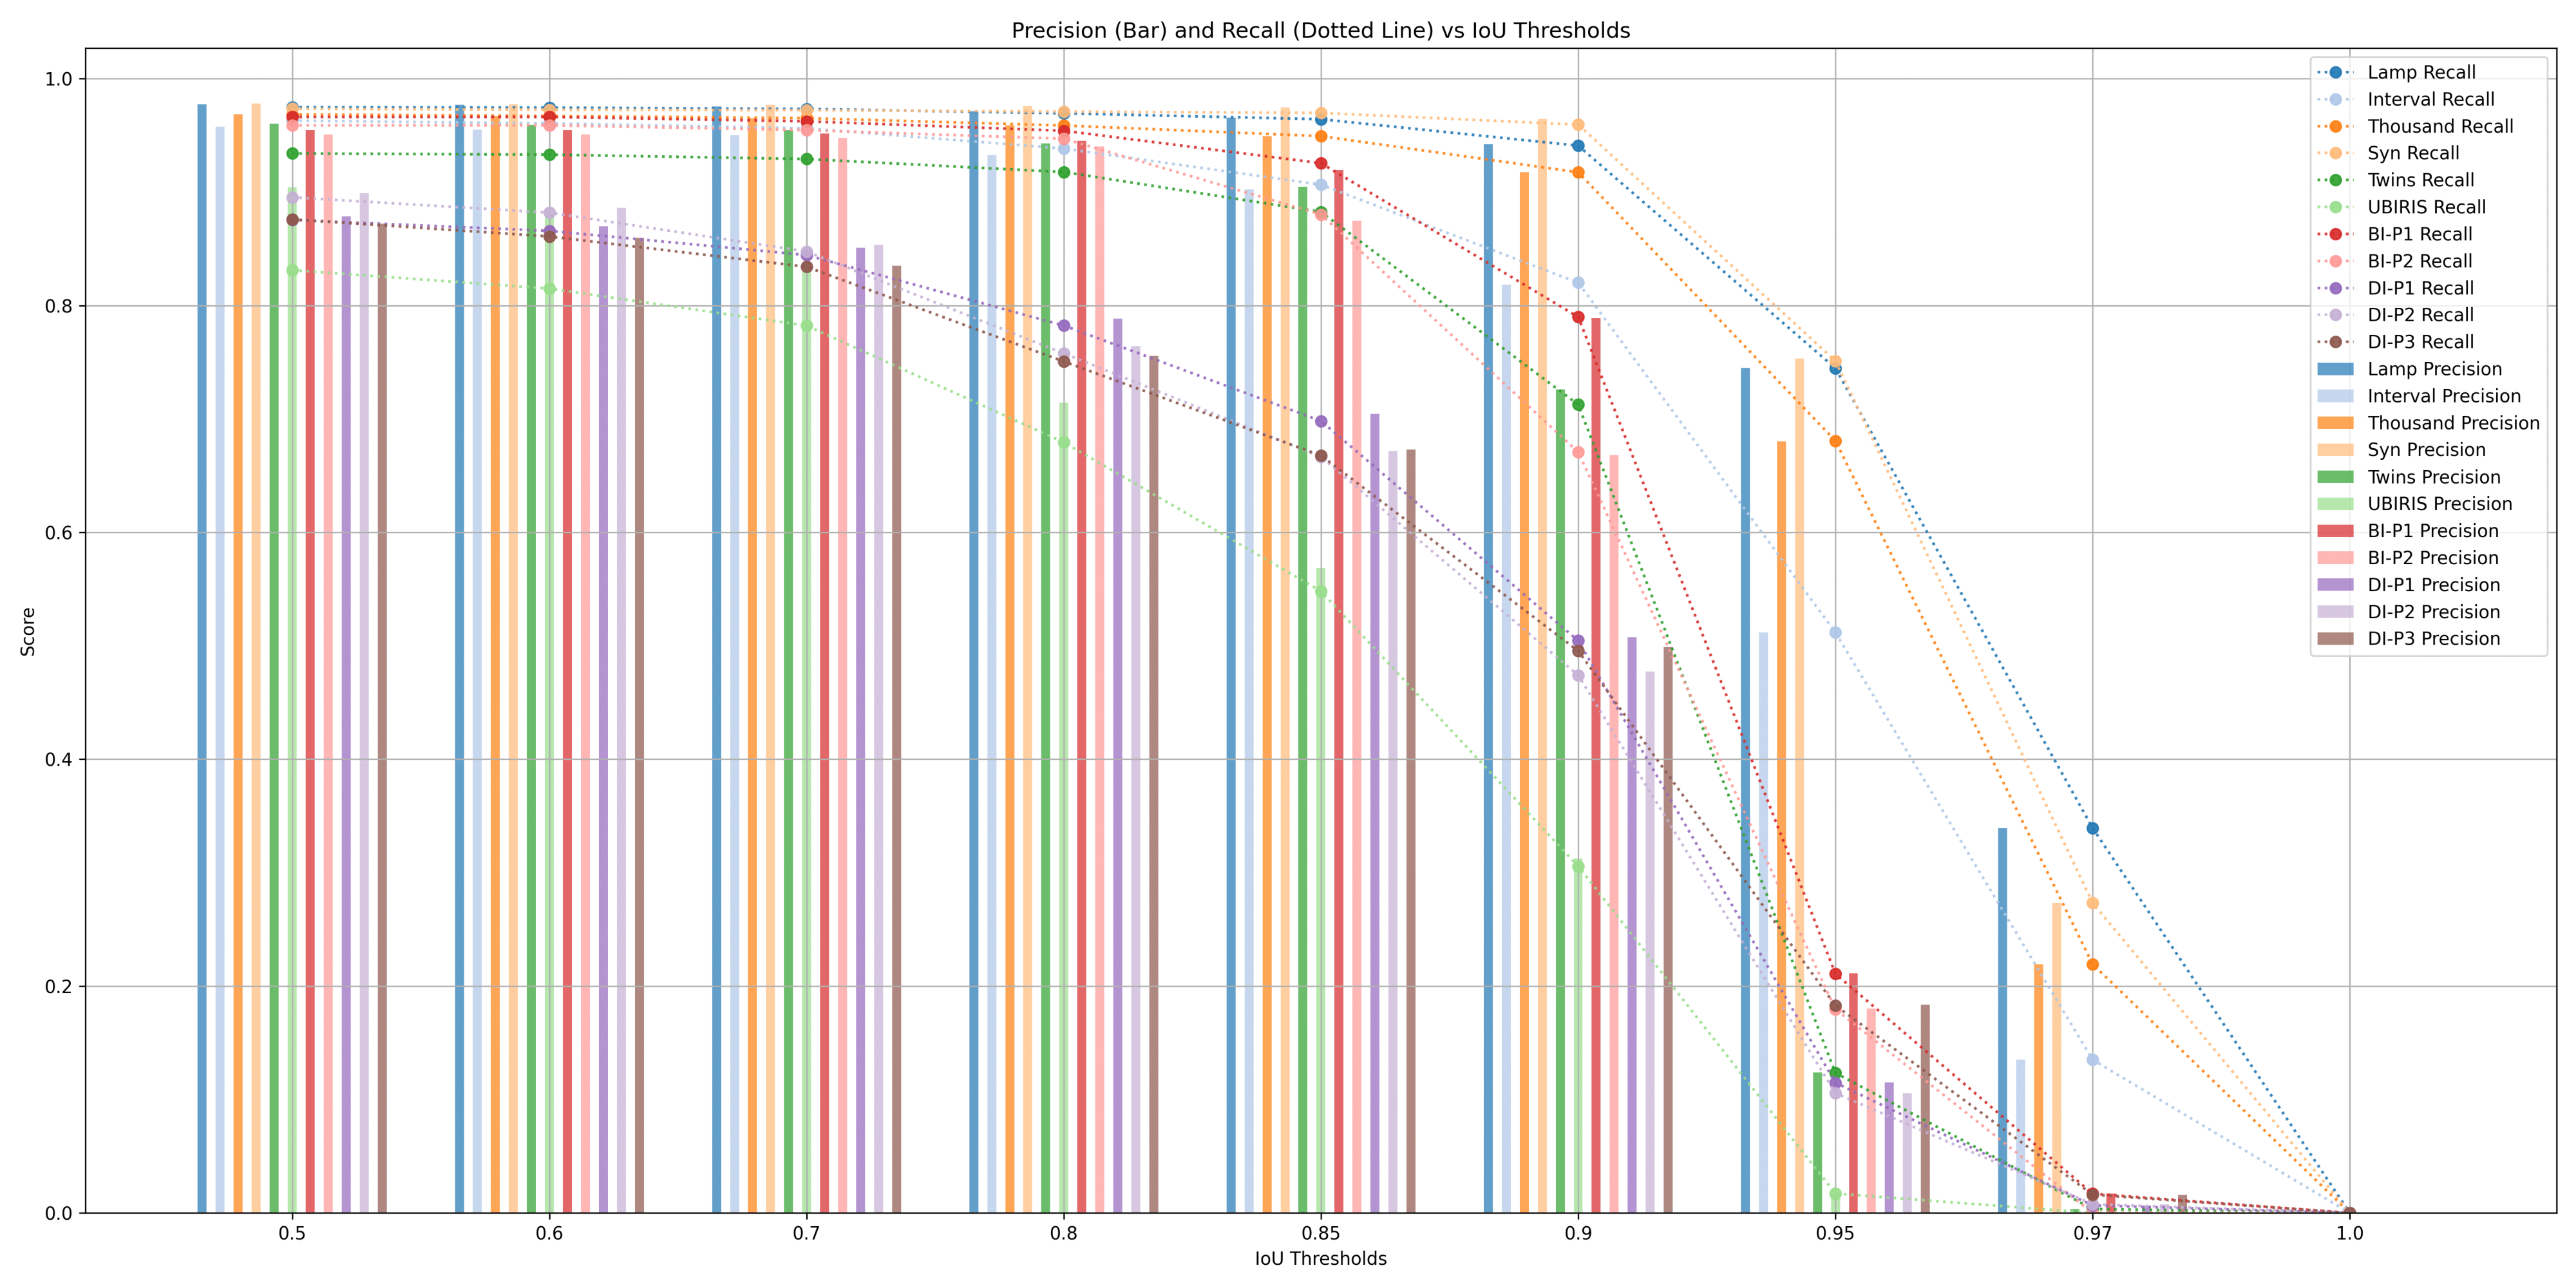 Precision (Bar) and Recall (Dotted Line) vs IoU Thresholds
1.0
0.8
0.6
0.4
0.2
0.0
Score
0.5 0.6 0.7 0.8 0.85 0.9 0.95 0.97 1.0
IoU Thresholds
Lamp Recall
Interval Recall
Thousand Recall
Syn Recall
Twins Recall
UBIRIS Recall
BI-P1 Recall
BI-P2 Recall
DI-P1 Recall
DI-P2 Recall
DI-P3 Recall
Lamp Precision
Interval Precision
Thousand Precision
Syn Precision
Twins Precision
UBIRIS Precision
BI-P1 Precision
BI-P2 Precision
DI-P1 Precision
DI-P2 Precision
DI-P3 Precision